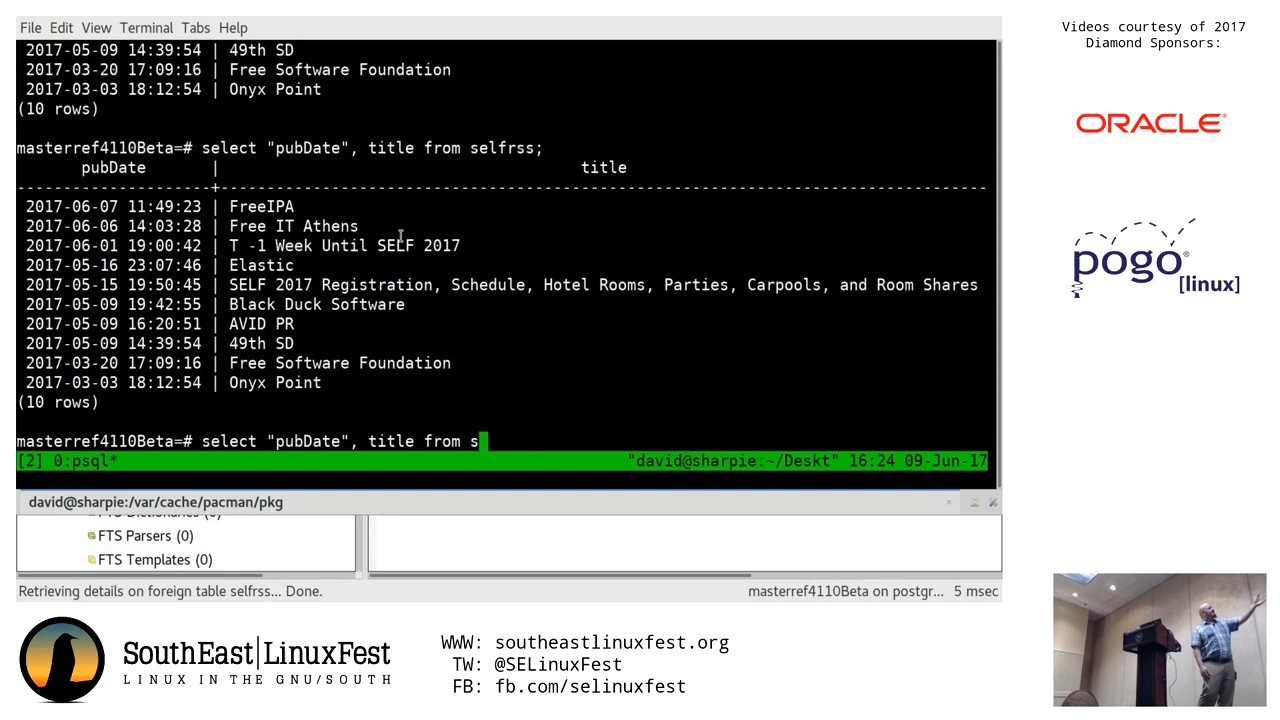 File Edit View Terminal Tabs Help
2017-05-09 14:39:54 | 49th SD
2017-03-20 17:09:16 | Free Software Foundation
2017-03-03 18:12:54 | Onyx Point
(10 rows)
masterref4110Beta=# select "pubDate", title from selfrss;
pubDate | title
---------------------+-----------------------------------------------------------------------------------
2017-06-07 11:49:23 | FreeIPA
2017-06-06 14:03:28 | Free IT Athens
2017-06-01 19:00:42 | T -1 Week Until SELF 2017
2017-05-16 23:07:46 | Elastic
2017-05-15 19:50:45 | SELF 2017 Registration, Schedule, Hotel Rooms, Parties, Carpools, and Room Shares
2017-05-09 19:42:55 | Black Duck Software
2017-05-09 16:20:51 | AVID PR
2017-05-09 14:39:54 | 49th SD
2017-03-20 17:09:16 | Free Software Foundation
2017-03-03 18:12:54 | Onyx Point
(10 rows)
masterref4110Beta=# select "pubDate", title from s
[2] 0:psql* "david@sharpie:~/Deskt" 16:24 09-Jun-17
david@sharpie:/var/cache/pacman/pkg
FTS Dictionaries (0)
FTS Parsers (0)
FTS Templates (0)
Retrieving details on foreign table selfrss... Done. masterref4110Beta on postgr... 5 msec
Videos courtesy of 2017
Diamond Sponsors:
ORACLE®
pogo®
[linux]
SouthEast|LinuxFest
LINUX IN THE GNU/SOUTH
WWW: southeastlinuxfest.org
TW: @SELinuxFest
FB: fb.com/selinuxfest